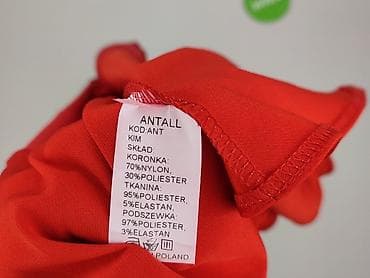 ANTALL
KOD:ANT
KIM
SKŁAD:
KORONKA:
70%NYLON,
30%POLIESTER
TKANINA:
95%POLIESTER
5%ELASTAN,
PODSZEWKA:
97%POLIESTER
3%ELASTAN
POLAND